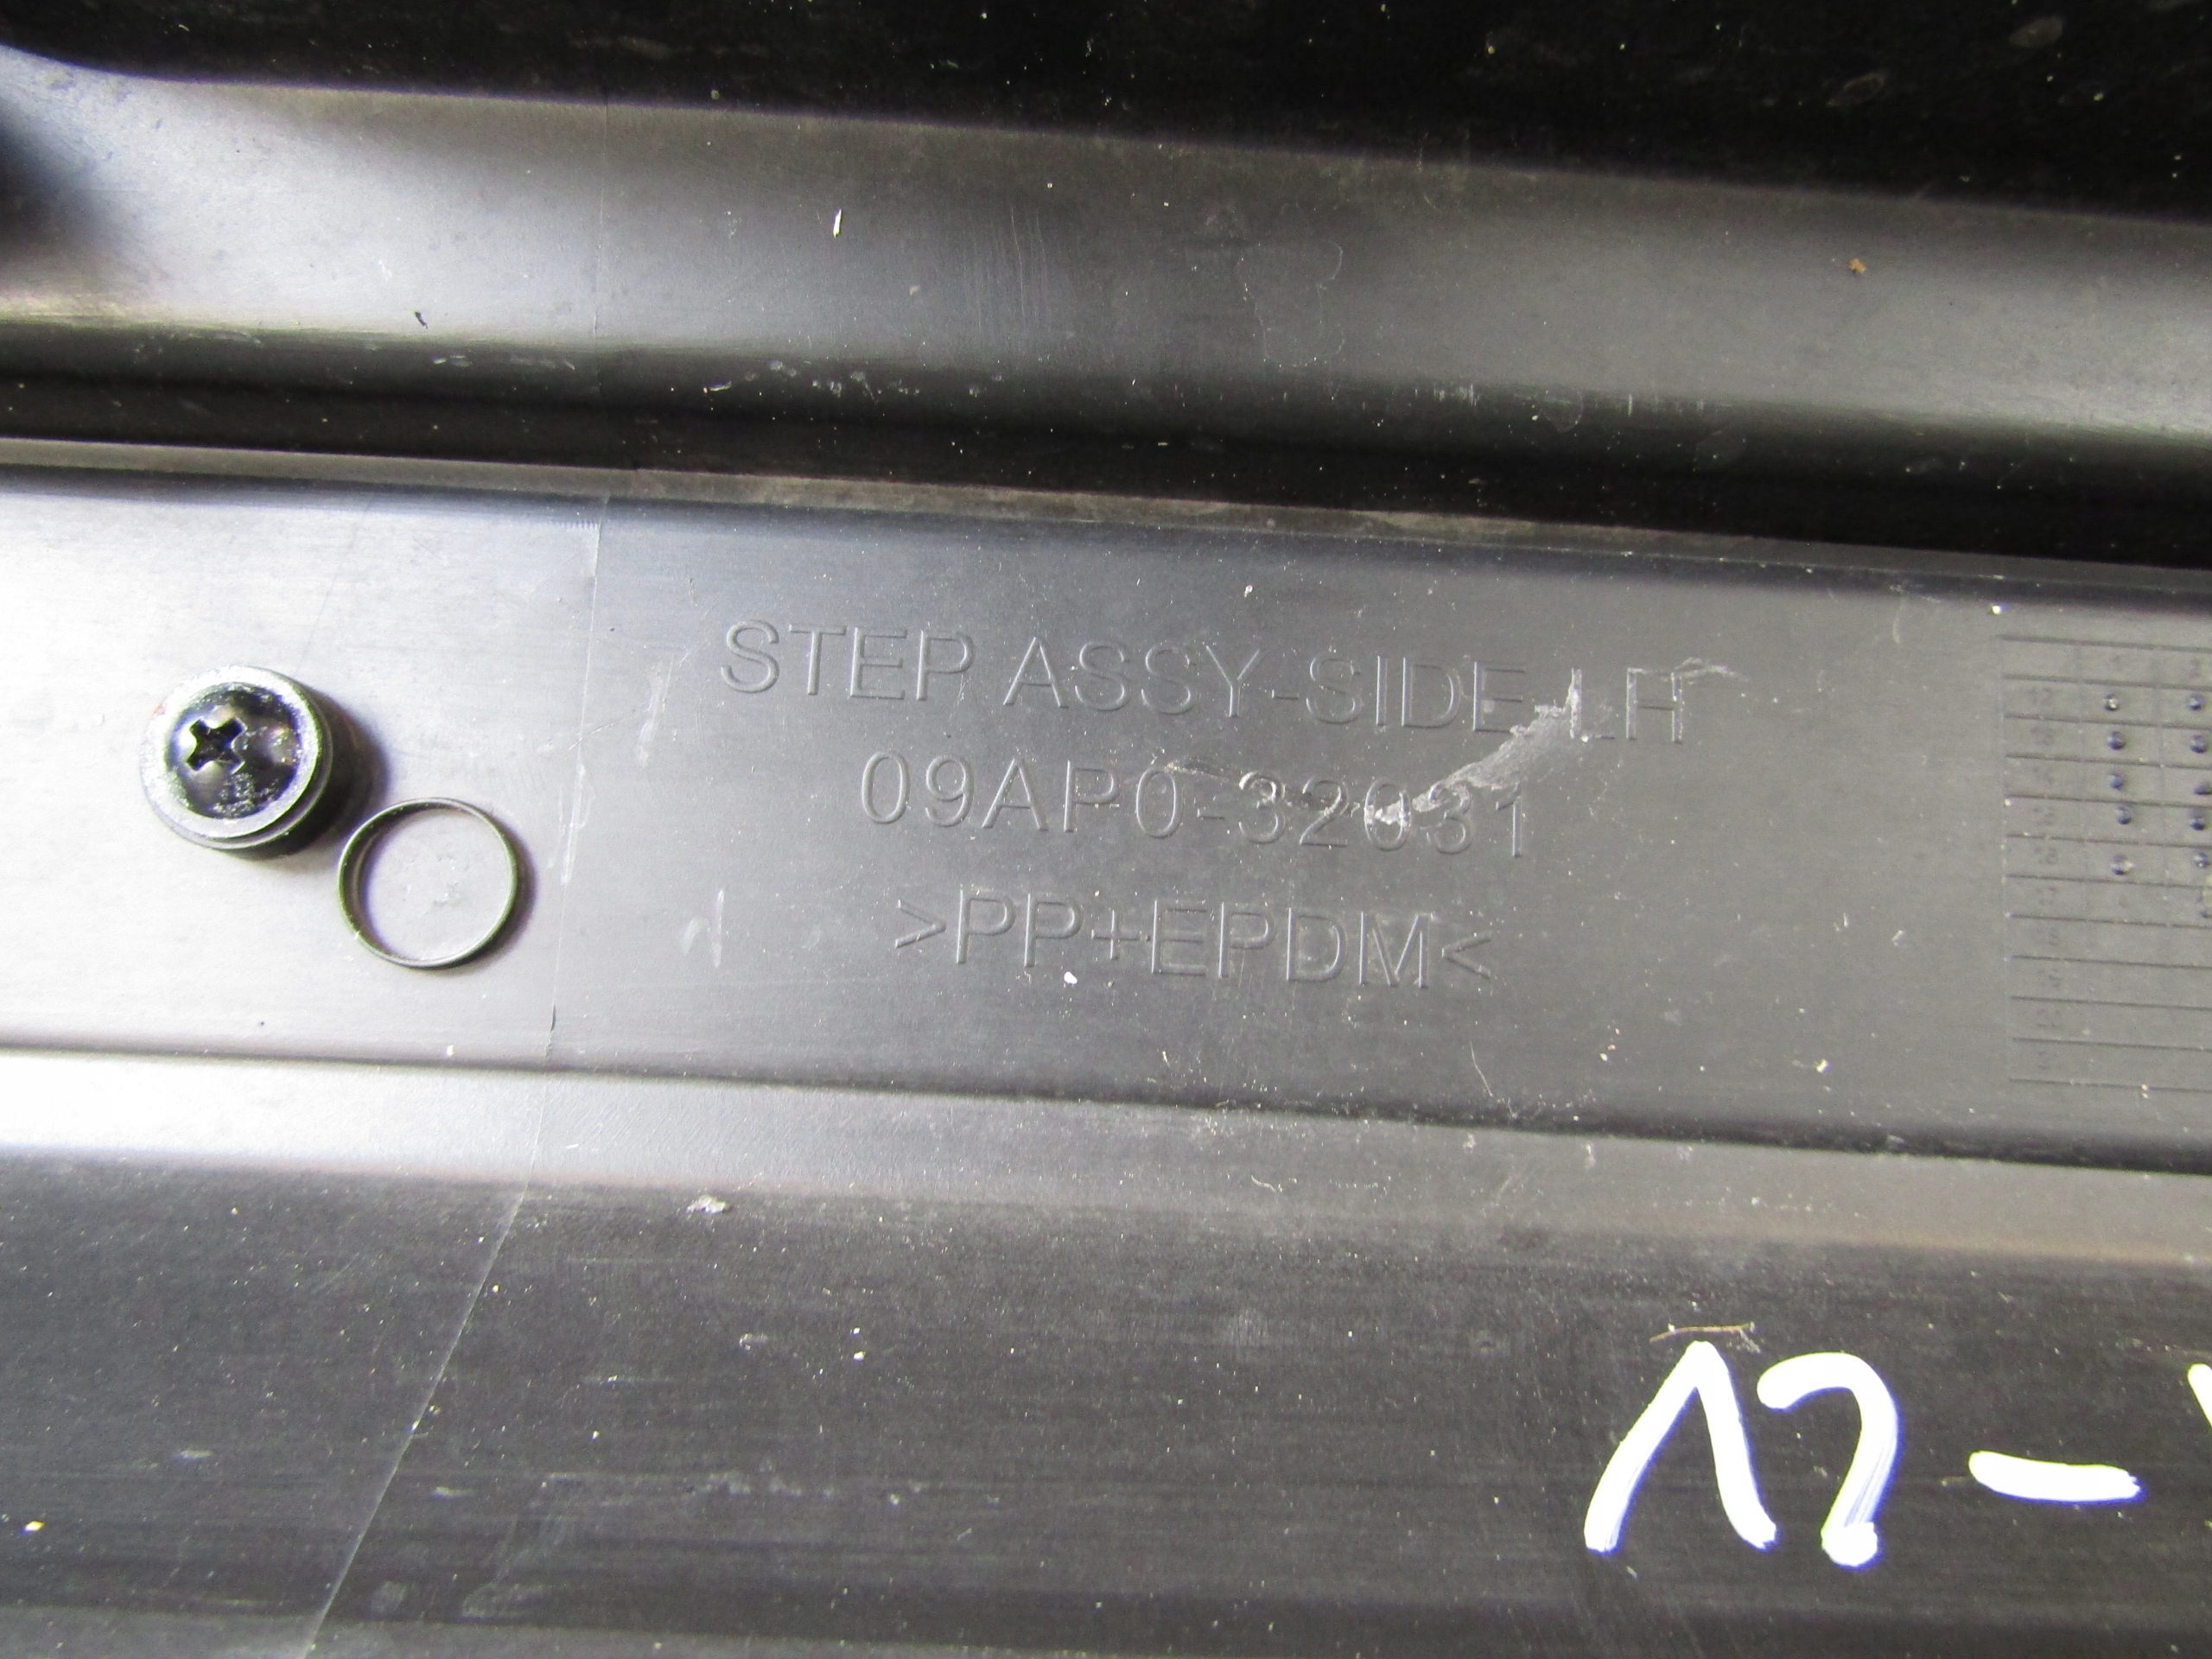 STEP ASSY-SIDE, LH
09AP0-32031
>PP+EPDM<